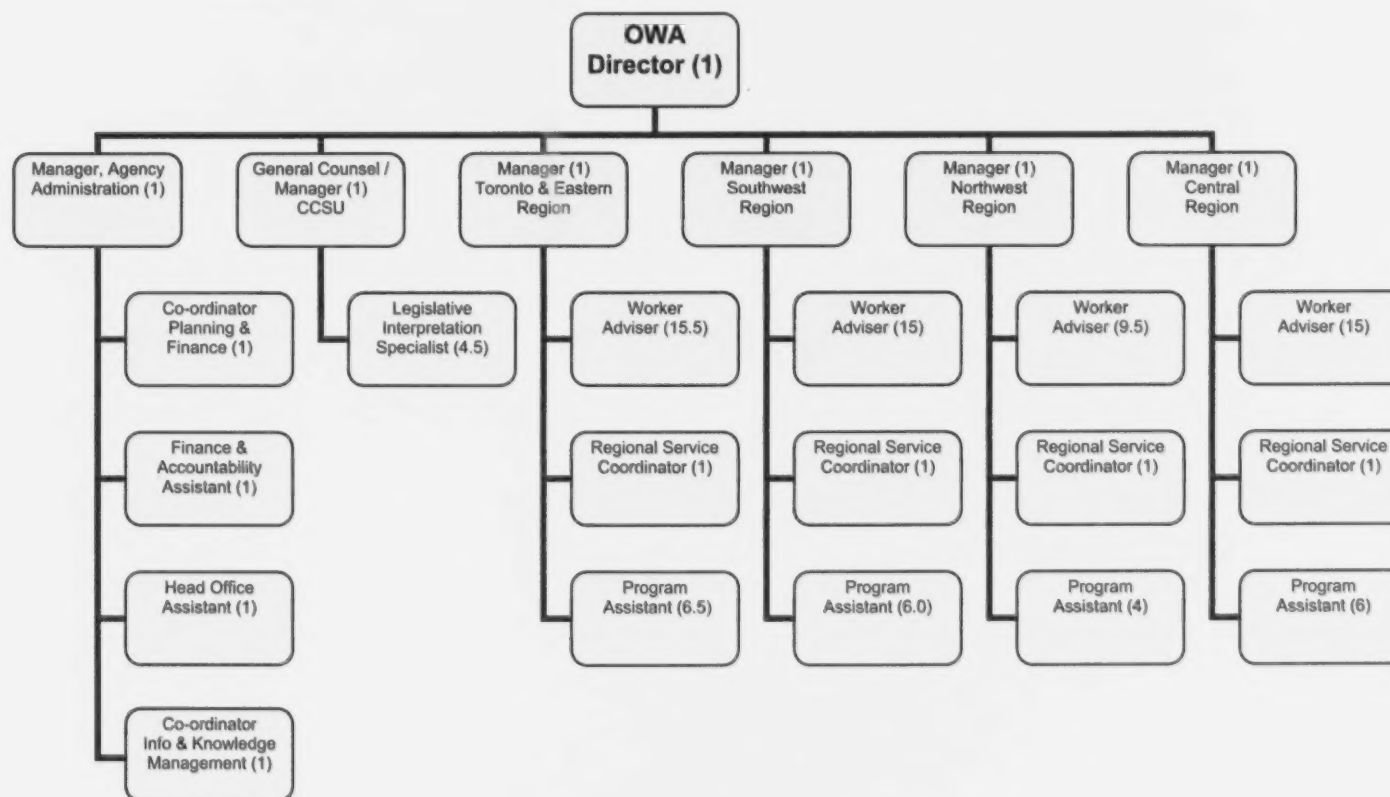 OWA
Director (1)
Manager, Agency
Administration (1)
General Counsel /
Manager (1)
CCSU
Manager (1)
Toronto & Eastern
Region
Manager (1)
Southwest
Region
Manager (1)
Northwest
Region
Manager (1)
Central
Region
Co-ordinator
Planning &
Finance (1)
Legislative
Interpretation
Specialist (4.5)
Worker
Adviser (15.5)
Worker
Adviser (15)
Worker
Adviser (9.5)
Worker
Adviser (15)
Finance &
Accountability
Assistant (1)
Regional Service
Coordinator (1)
Regional Service
Coordinator (1)
Regional Service
Coordinator (1)
Regional Service
Coordinator (1)
Head Office
Assistant (1)
Program
Assistant (6.5)
Program
Assistant (6.0)
Program
Assistant (4)
Program
Assistant (6)
Co-ordinator
Info & Knowledge
Management (1)